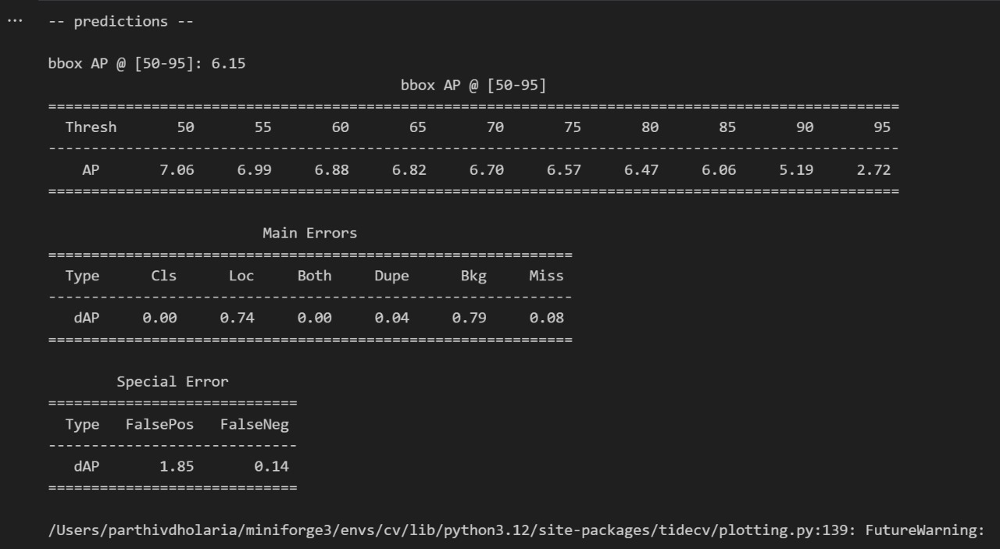 ...
-- predictions --
bbox AP @ [50-95]: 6.15
bbox AP @ [50-95]
====================================================================================================
Thresh 50 55 60 65 70 75 80 85 90 95
----------------------------------------------------------------------------------------------------
AP 7.06 6.99 6.88 6.82 6.70 6.57 6.47 6.06 5.19 2.72
====================================================================================================
Main Errors
=============================================================
Type Cls Loc Both Dupe Bkg Miss
-------------------------------------------------------------
dAP 0.00 0.74 0.00 0.04 0.79 0.08
=============================================================
Special Error
=============================
Type FalsePos FalseNeg
-----------------------------
dAP 1.85 0.14
=============================
/Users/parthivdholaria/miniforge3/envs/cv/lib/python3.12/site-packages/tidecv/plotting.py:139: FutureWarning: